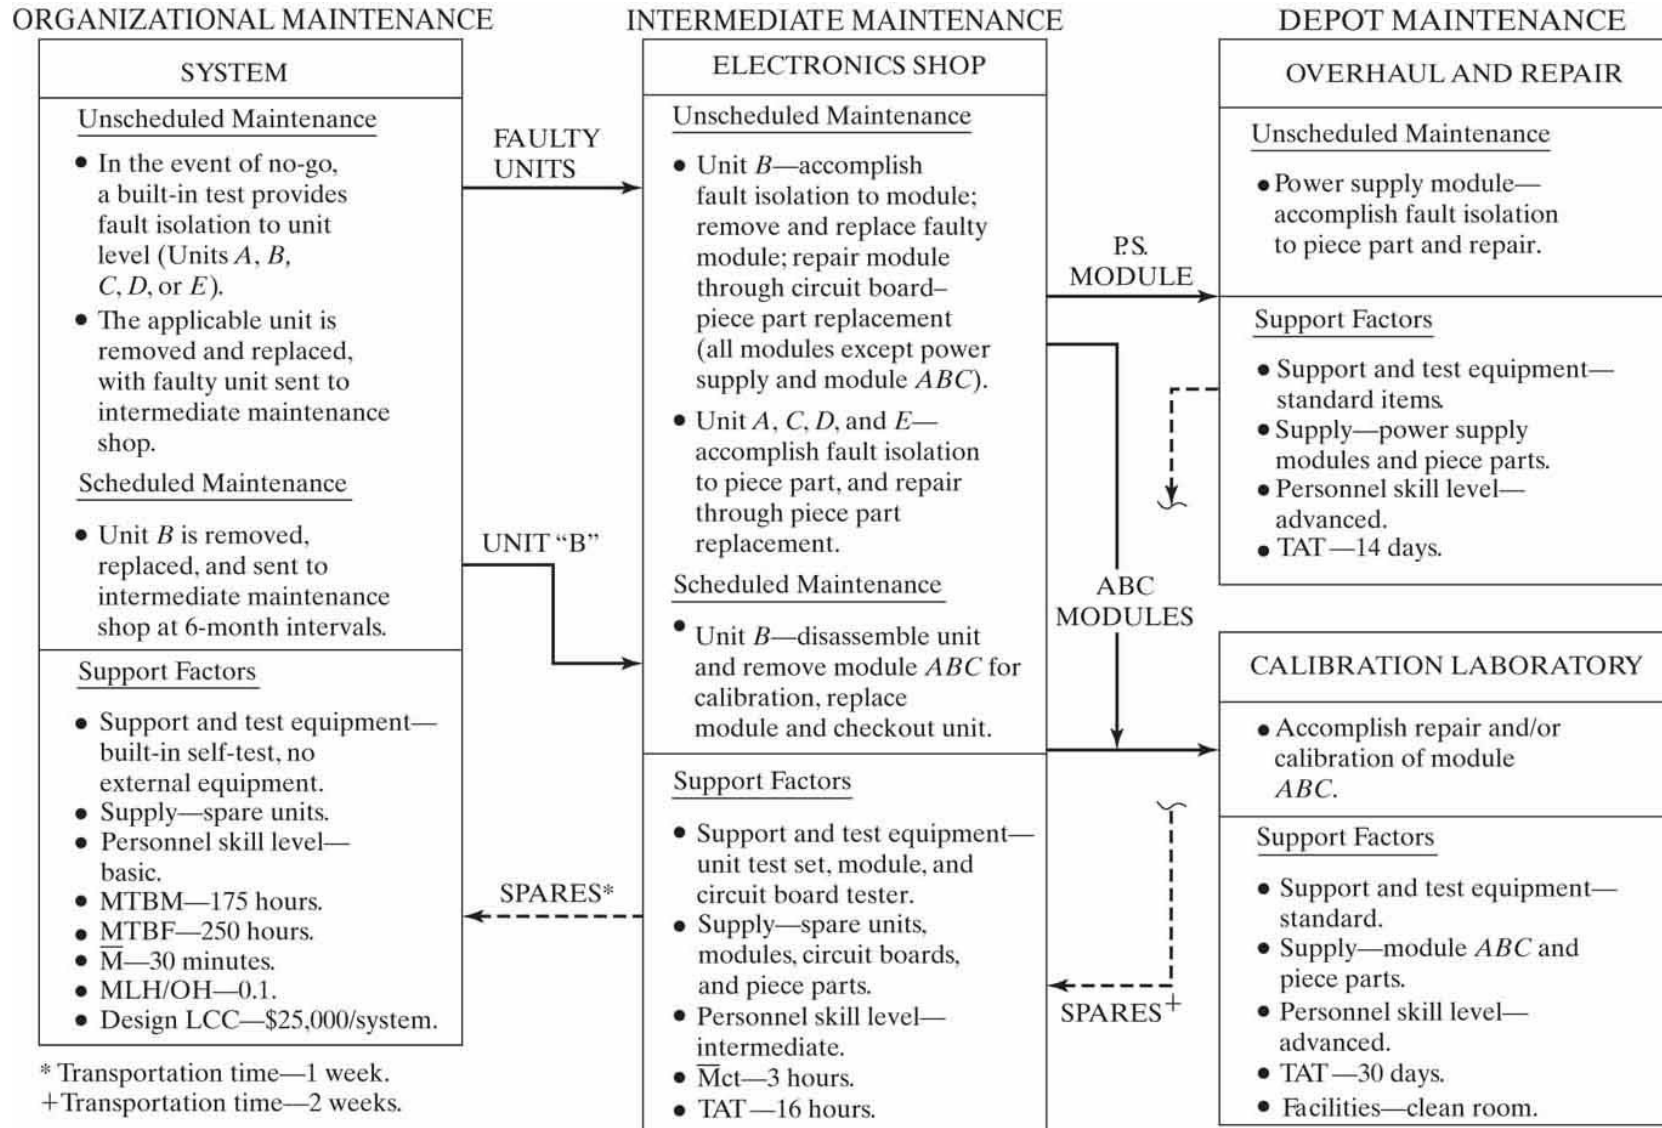 ORGANIZATIONAL MAINTENANCE
SYSTEM
Unscheduled Maintenance
• In the event of no-go,
a built-in test provides
fault isolation to unit
level (Units A, B,
C, D, or E).
• The applicable unit is
removed and replaced,
with faulty unit sent to
intermediate maintenance
shop.
Scheduled Maintenance
• Unit B is removed,
replaced, and sent to
intermediate maintenance
shop at 6-month intervals.
Support Factors
• Support and test equipment—
built-in self-test, no
external equipment.
• Supply—spare units.
• Personnel skill level—
basic.
• MTBM—175 hours.
• MTBF—250 hours.
• M̅—30 minutes.
• MLH/OH—0.1.
• Design LCC—$25,000/system.
* Transportation time—1 week.
+Transportation time—2 weeks.
FAULTY
UNITS
UNIT “B”
SPARES*
INTERMEDIATE MAINTENANCE
ELECTRONICS SHOP
Unscheduled Maintenance
• Unit B—accomplish
fault isolation to module;
remove and replace faulty
module; repair module
through circuit board–
piece part replacement
(all modules except power
supply and module ABC).
• Unit A, C, D, and E—
accomplish fault isolation
to piece part, and repair
through piece part
replacement.
Scheduled Maintenance
• Unit B—disassemble unit
and remove module ABC for
calibration, replace
module and checkout unit.
Support Factors
• Support and test equipment—
unit test set, module, and
circuit board tester.
• Supply—spare units,
modules, circuit boards,
and piece parts.
• Personnel skill level—
intermediate.
• M̅ct—3 hours.
• TAT—16 hours.
P.S.
MODULE
ABC
MODULES
SPARES+
DEPOT MAINTENANCE
OVERHAUL AND REPAIR
Unscheduled Maintenance
• Power supply module—
accomplish fault isolation
to piece part and repair.
Support Factors
• Support and test equipment—
standard items.
• Supply—power supply
modules and piece parts.
• Personnel skill level—
advanced.
• TAT—14 days.
CALIBRATION LABORATORY
• Accomplish repair and/or
calibration of module
ABC.
Support Factors
• Support and test equipment—
standard.
• Supply—module ABC and
piece parts.
• Personnel skill level—
advanced.
• TAT—30 days.
• Facilities—clean room.